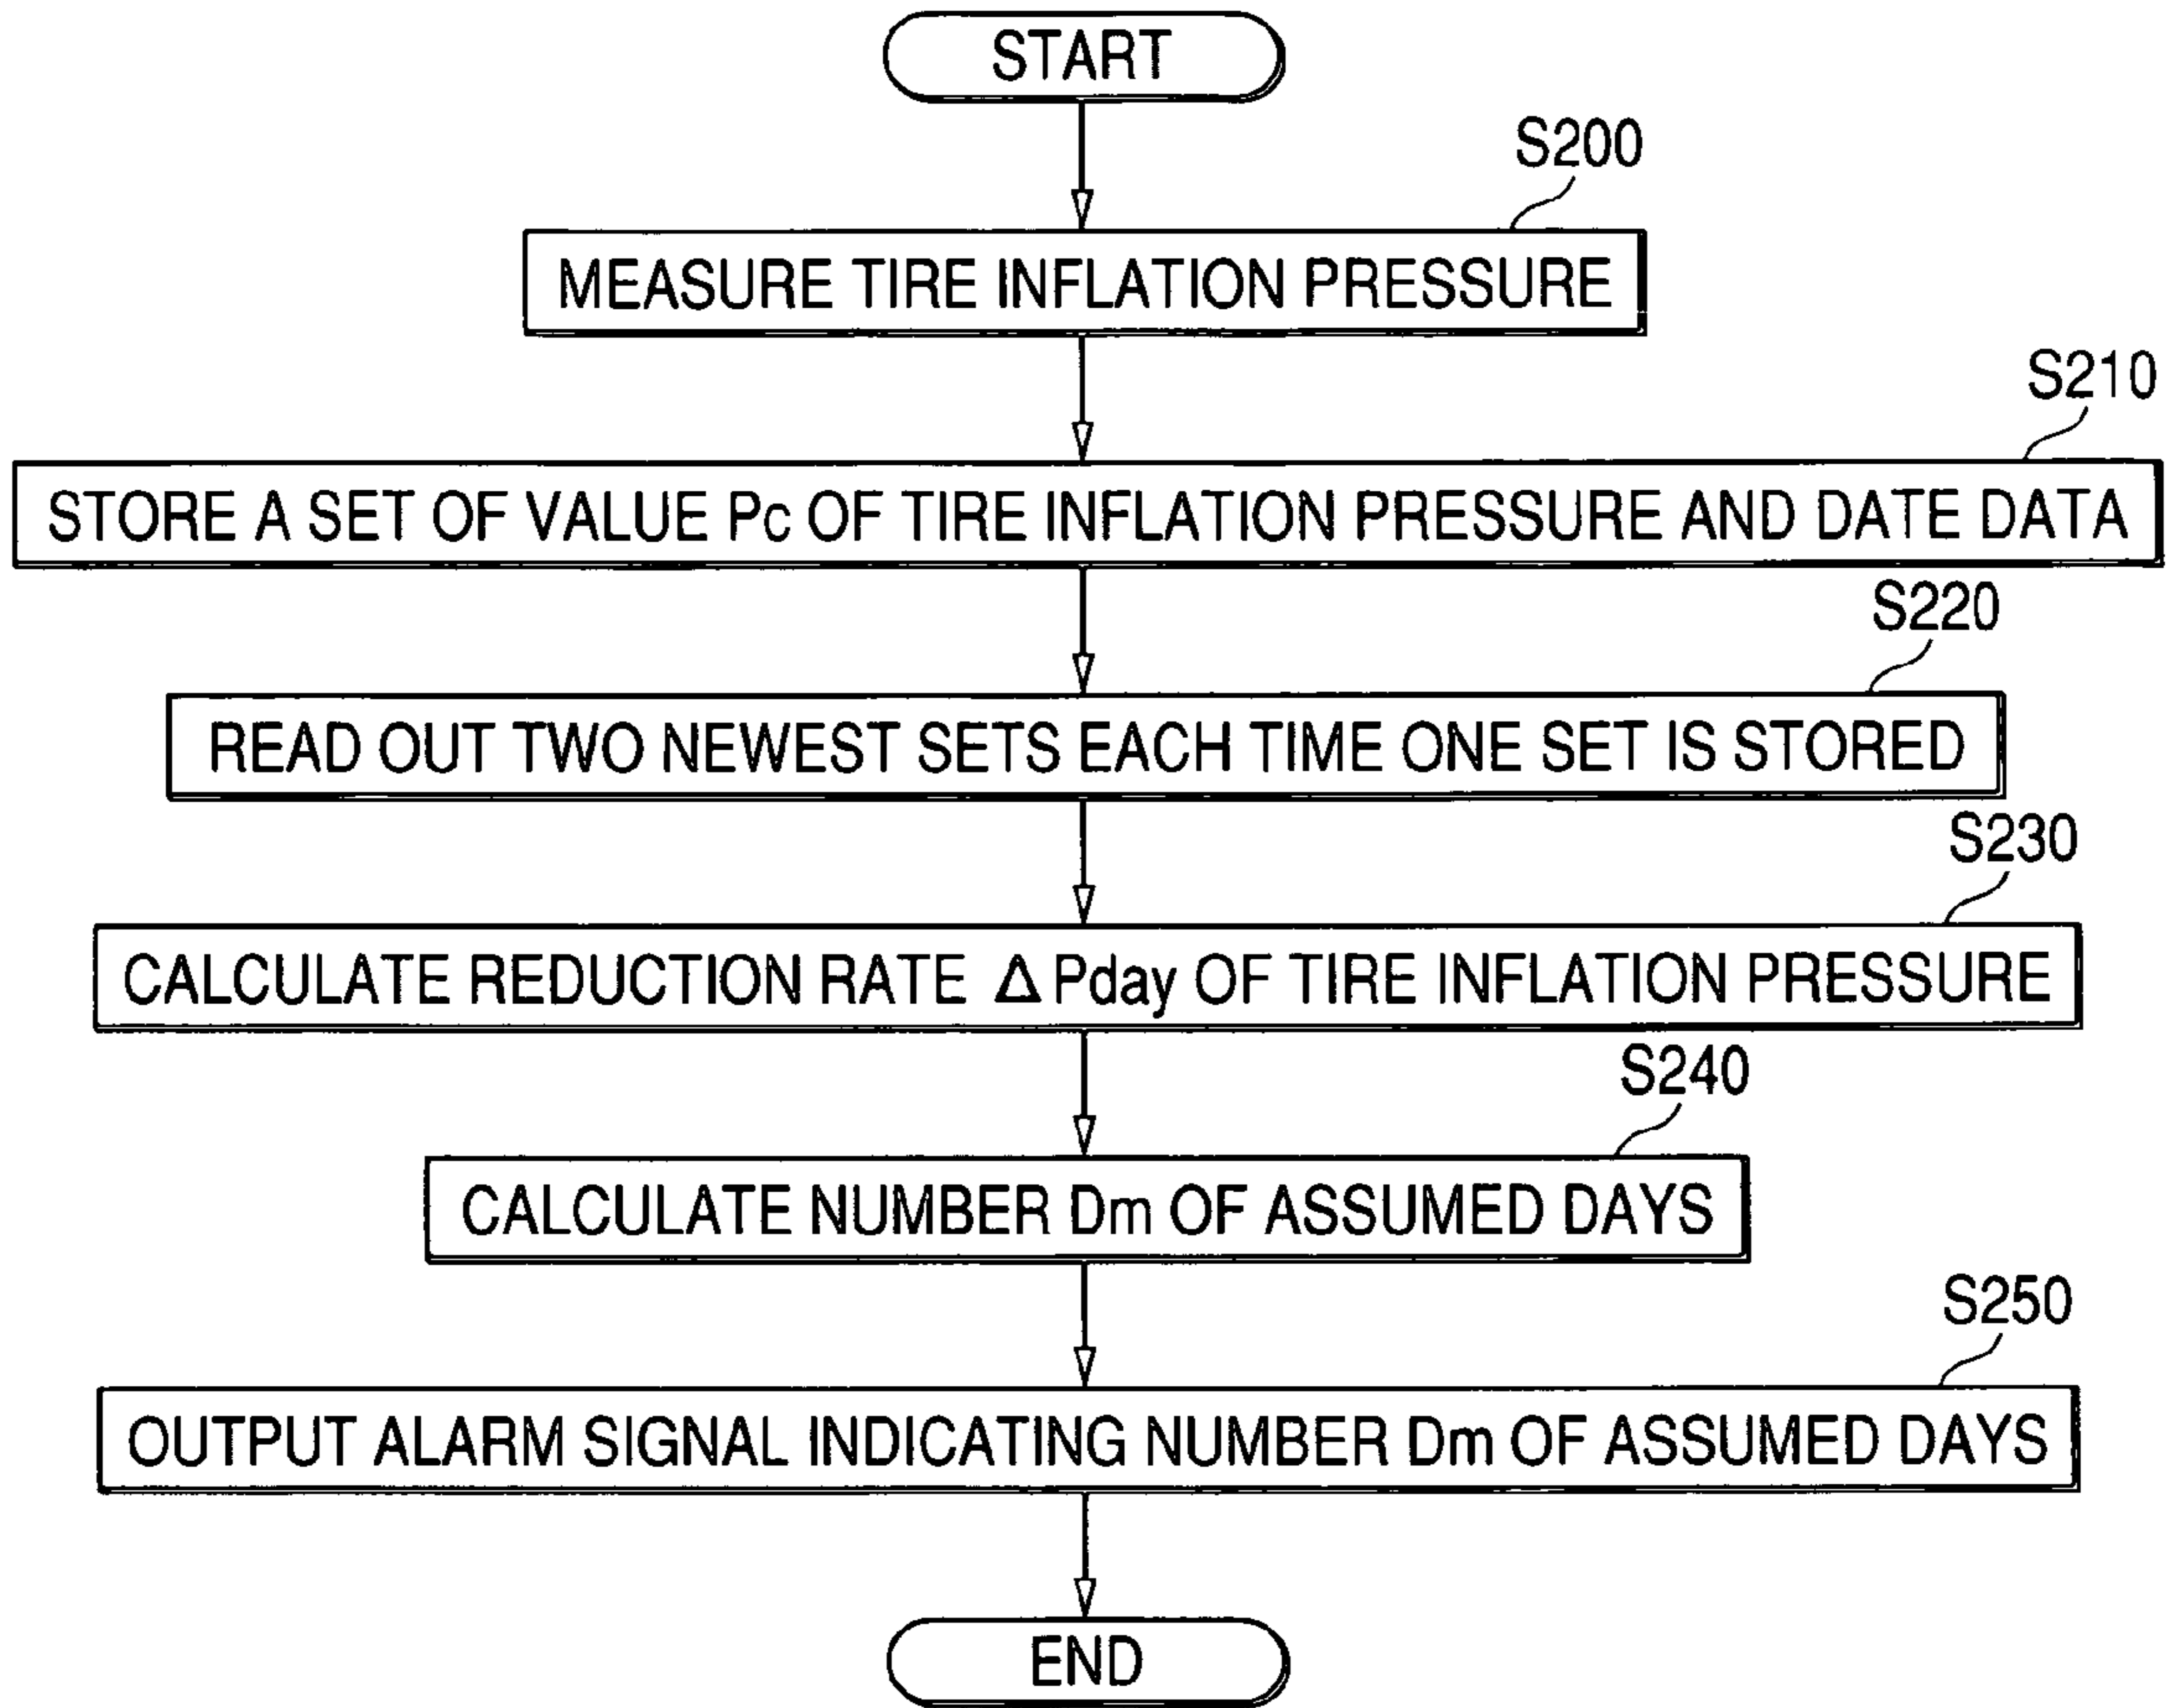 START
S200
MEASURE TIRE INFLATION PRESSURE
S210
STORE A SET OF VALUE Pc OF TIRE INFLATION PRESSURE AND DATE DATA
S220
READ OUT TWO NEWEST SETS EACH TIME ONE SET IS STORED
S230
CALCULATE REDUCTION RATE Δ Pday OF TIRE INFLATION PRESSURE
S240
CALCULATE NUMBER Dm OF ASSUMED DAYS
S250
OUTPUT ALARM SIGNAL INDICATING NUMBER Dm OF ASSUMED DAYS
END